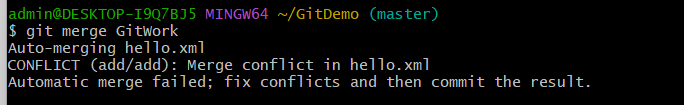 admin@DESKTOP-I9Q7BJ5 MINGW64 ~/GitDemo (master)
$ git merge GitWork
Auto-merging hello.xml
CONFLICT (add/add): Merge conflict in hello.xml
Automatic merge failed; fix conflicts and then commit the result.